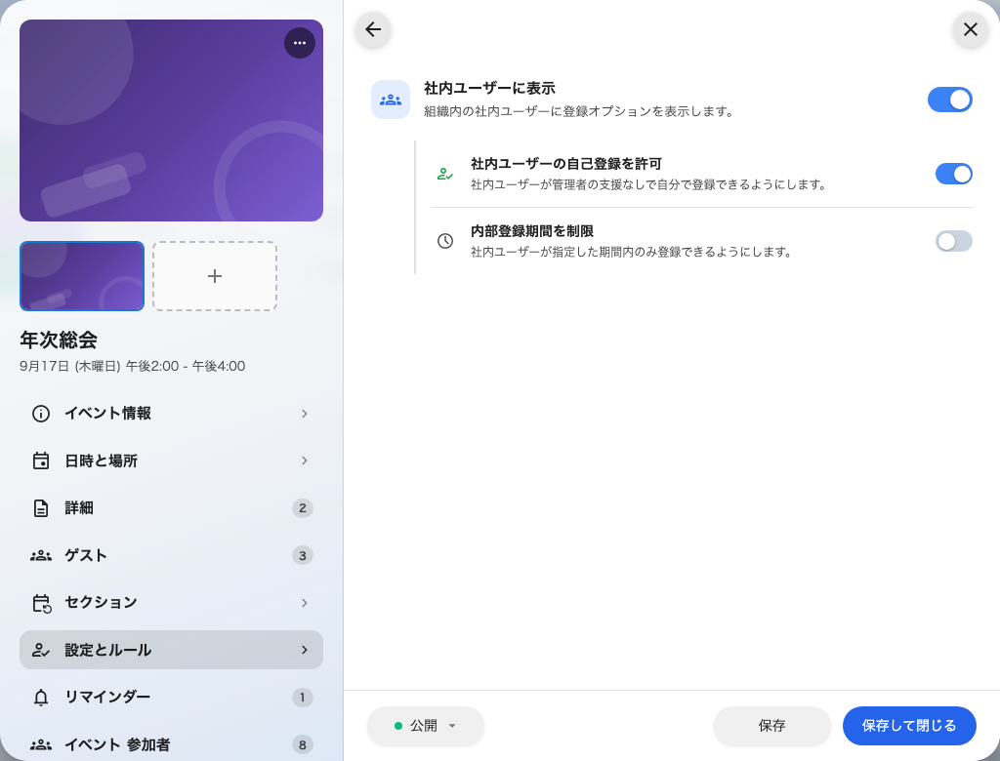 年次総会
9月17日 (木曜日) 午後2:00 - 午後4:00
イベント情報
日時と場所
詳細 2
ゲスト 3
セクション
設定とルール
リマインダー 1
イベント 参加者 8
社内ユーザーに表示
組織内の社内ユーザーに登録オプションを表示します。
社内ユーザーの自己登録を許可
社内ユーザーが管理者の支援なしで自分で登録できるようにします。
内部登録期間を制限
社内ユーザーが指定した期間内のみ登録できるようにします。
公開
保存
保存して閉じる